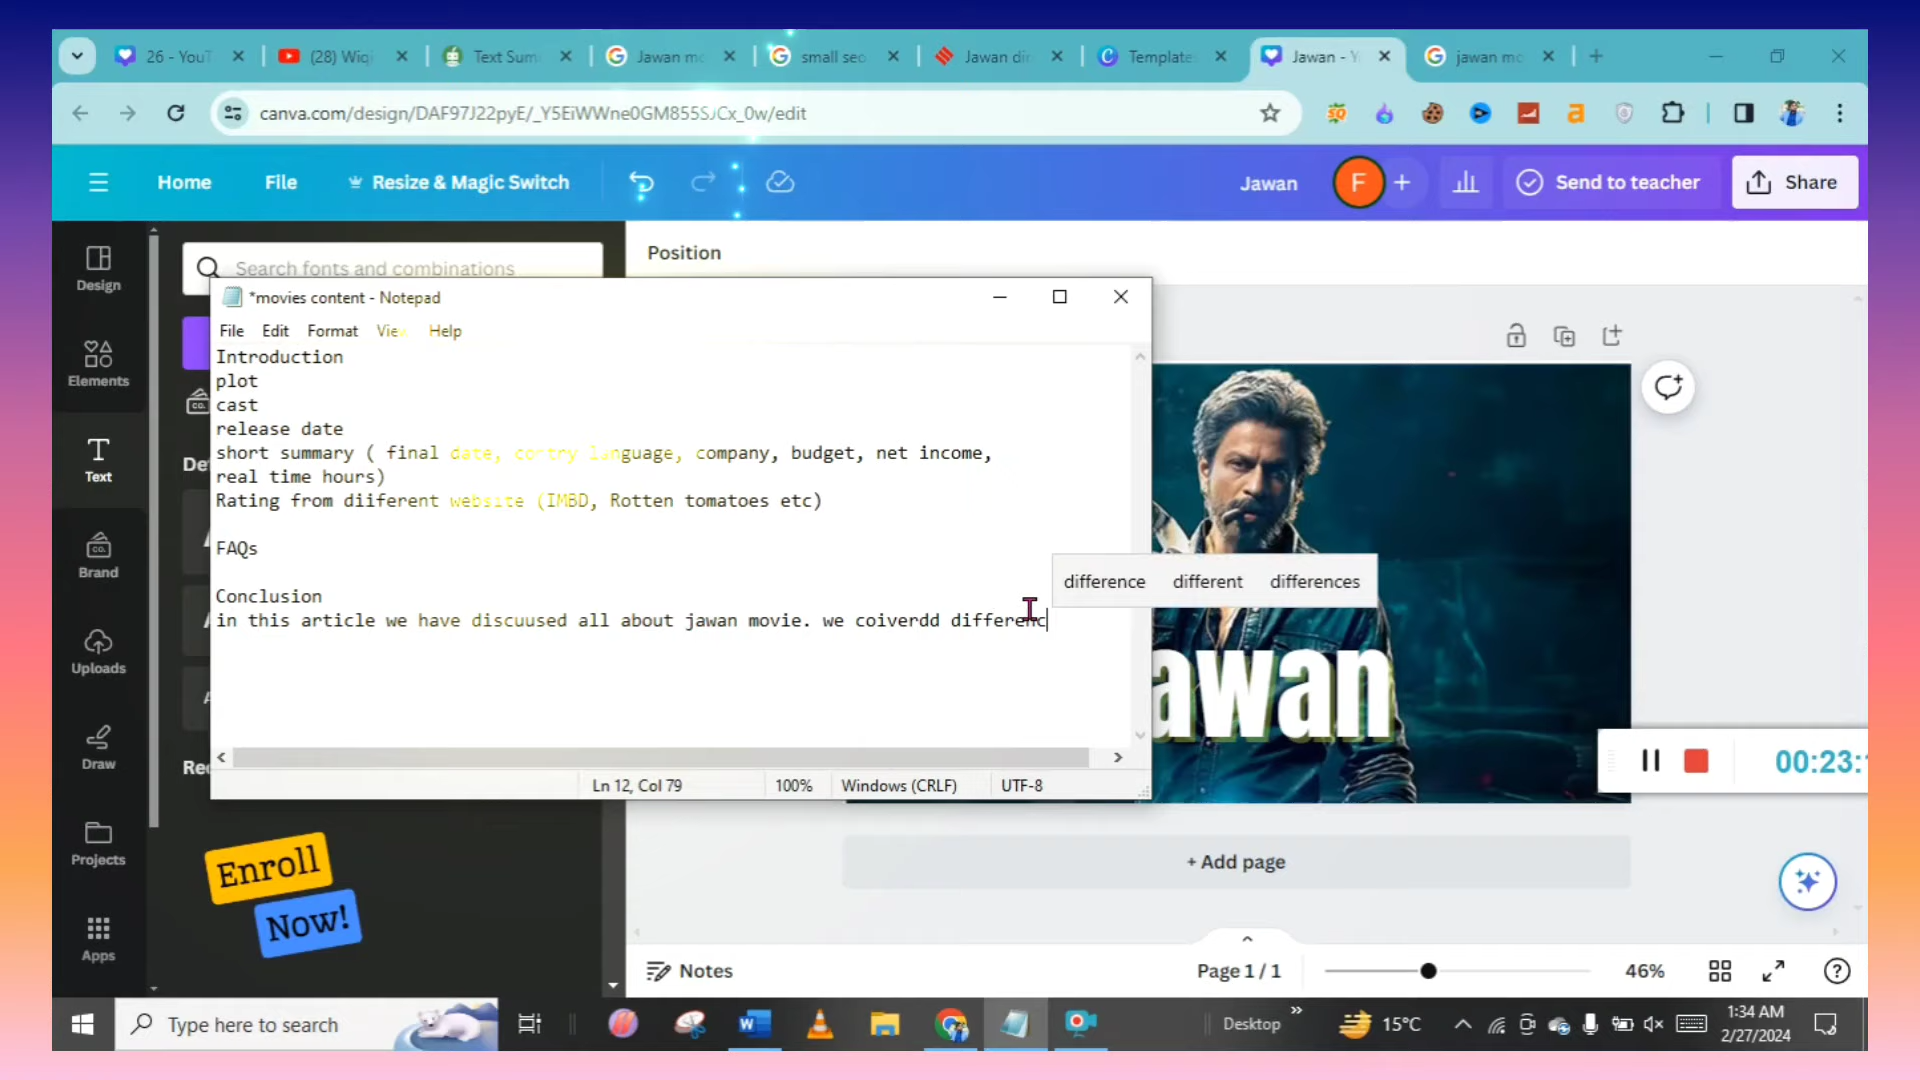 26 - YouT
(28) Wiqi
Text Sum
Jawan mo
small seo
Jawan dir
Template
Jawan - Y
jawan mo
canva.com/design/DAF97J22pyE/_Y5EiWWne0GM855SJCx_0w/edit
Home
File
Resize & Magic Switch
Jawan
F
Send to teacher
Share
Design
Elements
Text
Brand
Uploads
Draw
Projects
Apps
Search fonts and combinations
Position
*movies content - Notepad
File Edit Format View Help
Introduction
plot
cast
release date
short summary ( final date, contry language, company, budget, net income,
real time hours)
Rating from diiferent website (IMBD, Rotten tomatoes etc)
FAQs
Conclusion
in this article we have discuused all about jawan movie. we coiverdd differenc
difference different differences
Ln 12, Col 79
100%
Windows (CRLF)
UTF-8
awan
00:23:
Enroll
Now!
+ Add page
Notes
Page 1 / 1
46%
Type here to search
Desktop
15°C
1:34 AM
2/27/2024